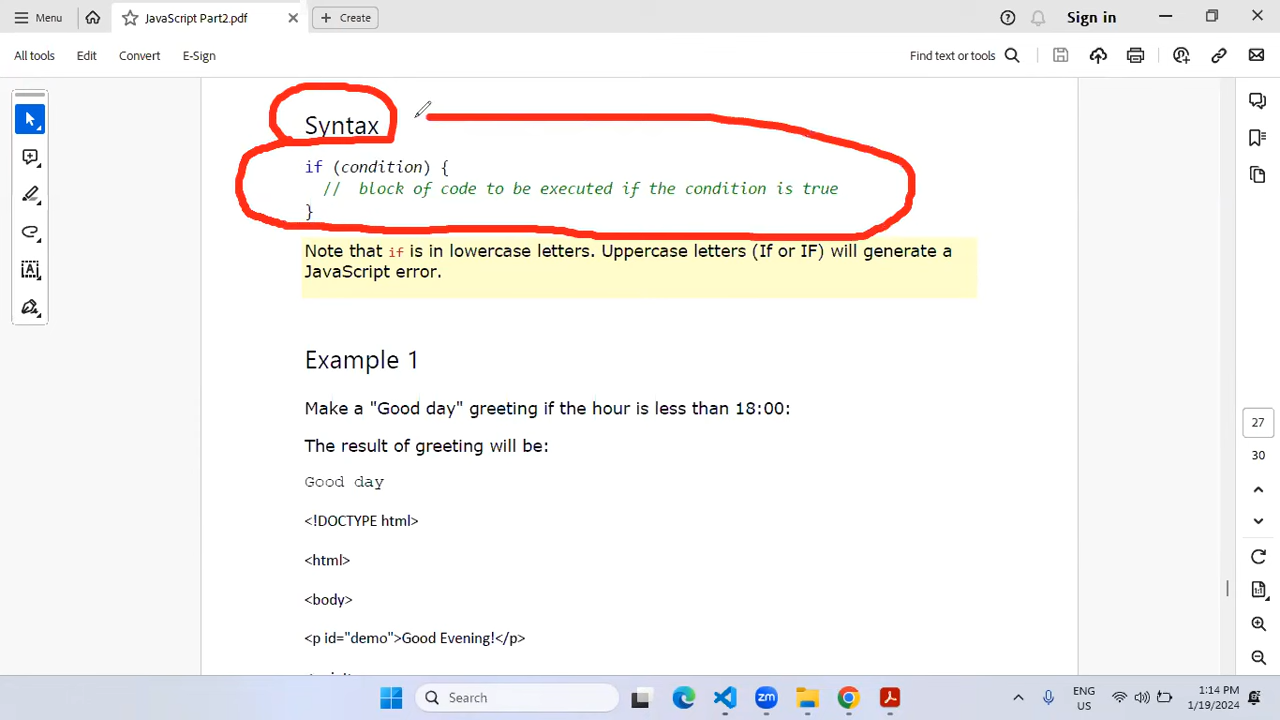 Menu
JavaScript Part2.pdf
Create
Sign in
All tools
Edit
Convert
E-Sign
Find text or tools
Syntax
if (condition) {
// block of code to be executed if the condition is true
}
Note that if is in lowercase letters. Uppercase letters (If or IF) will generate a
JavaScript error.
Example 1
Make a "Good day" greeting if the hour is less than 18:00:
The result of greeting will be:
Good day
<!DOCTYPE html>
<html>
<body>
<p id="demo">Good Evening!</p>
27
30
Search
ENG
US
1:14 PM
1/19/2024